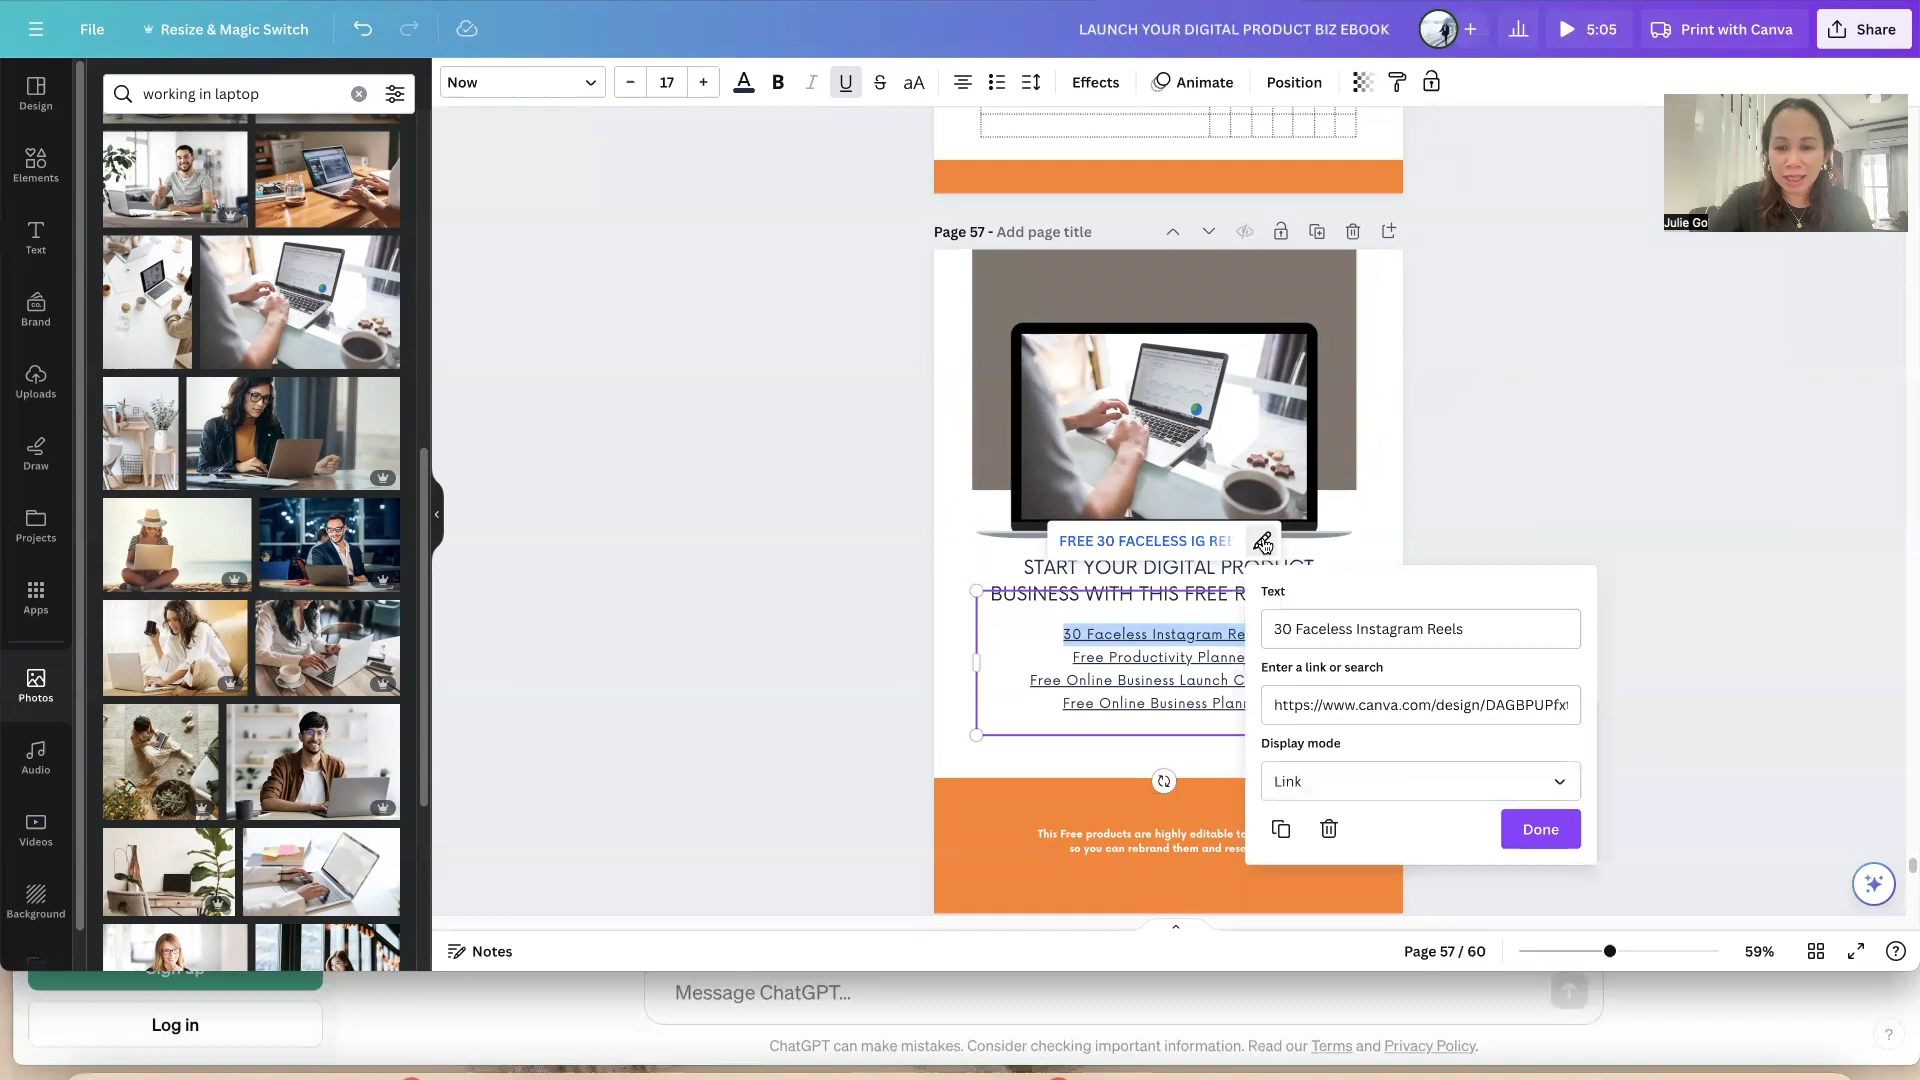 File
Resize & Magic Switch
LAUNCH YOUR DIGITAL PRODUCT BIZ EBOOK
5:05
Print with Canva
Share
Design
Elements
Text
Brand
Uploads
Draw
Projects
Apps
Photos
Audio
Videos
Background
working in laptop
Now
17
Effects
Animate
Position
Julie Go
Page 57 - Add page title
FREE 30 FACELESS IG REE
START YOUR DIGITAL PRODUCT
BUSINESS WITH THIS FREE R
30 Faceless Instagram Re
Free Productivity Planne
Free Online Business Launch C
Free Online Business Plan
This Free products are highly editable te
so you can rebrand them and rese
Text
30 Faceless Instagram Reels
Enter a link or search
https://www.canva.com/design/DAGBPUPfx
Display mode
Link
Done
Notes
Page 57 / 60
59%
Sign up
Log in
Message ChatGPT...
ChatGPT can make mistakes. Consider checking important information. Read our Terms and Privacy Policy.